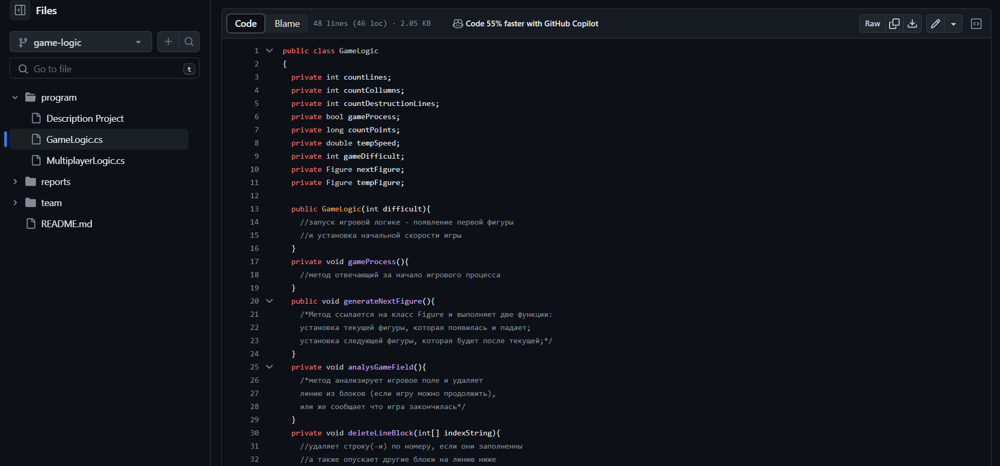 Files
game-logic
Go to file
t
program
Description Project
GameLogic.cs
MultiplayerLogic.cs
reports
team
README.md
Code Blame 48 lines (46 loc) · 2.05 KB Code 55% faster with GitHub Copilot Raw
1 public class GameLogic
2 {
3 private int countLines;
4 private int countCollumns;
5 private int countDestructionLines;
6 private bool gameProcess;
7 private long countPoints;
8 private double tempSpeed;
9 private int gameDifficult;
10 private Figure nextFigure;
11 private Figure tempFigure;
12
13 public GameLogic(int difficult){
14 //запуск игровой логике - появление первой фигуры
15 //и установка начальной скорости игры
16 }
17 private void gameProcess(){
18 //метод отвечающий за начало игрового процесса
19 }
20 public void generateNextFigure(){
21 /*Метод ссылается на класс Figure и выполняет две функции:
22 установка текущей фигуры, которая появилась и падает;
23 установка следующей фигуры, которая будет после текущей;*/
24 }
25 private void analysGameField(){
26 /*метод анализирует игровое поле и удаляет
27 линию из блоков (если игру можно продолжить),
28 или же сообщает что игра закончилась*/
29 }
30 private void deleteLineBlock(int[] indexString){
31 //удаляет строку(-и) по номеру, если они заполненны
32 //а также опускает другие блоки на линию ниже